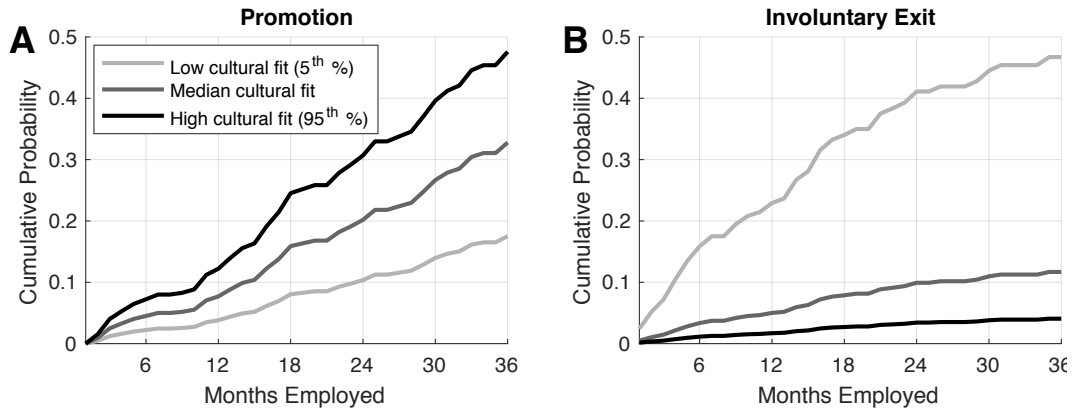 A
Promotion
0.5
0.4
0.3
0.2
0.1
0
Cumulative Probability
Low cultural fit (5th %)
Median cultural fit
High cultural fit (95th %)
6 12 18 24 30 36
Months Employed
B
Involuntary Exit
0.5
0.4
0.3
0.2
0.1
0
Cumulative Probability
6 12 18 24 30 36
Months Employed